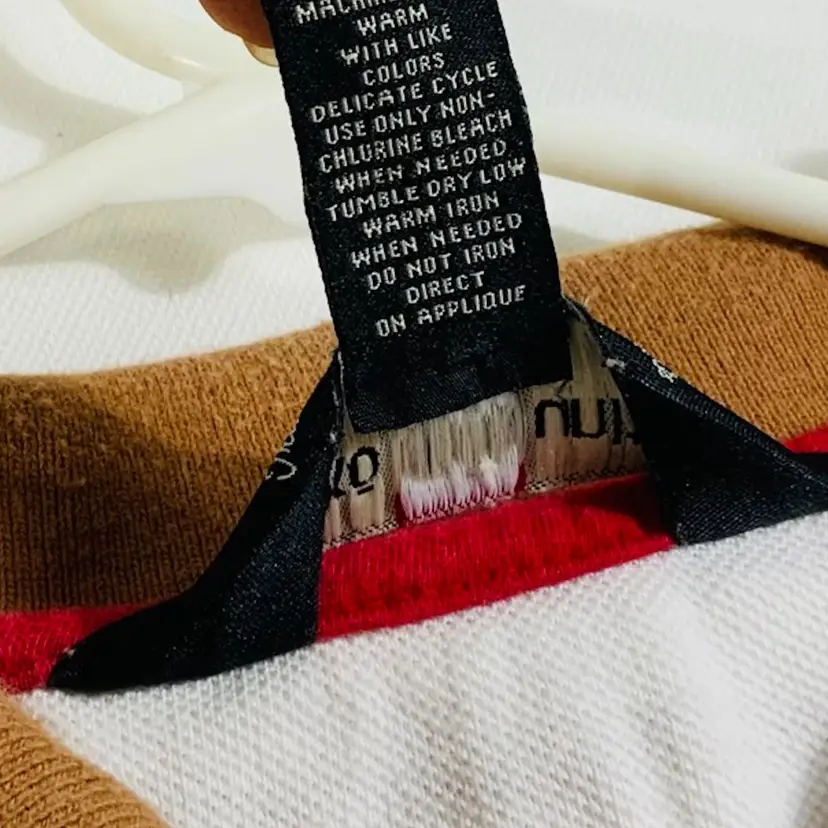 WARM
WITH LIKE
COLORS
DELICATE CYCLE
USE ONLY NON-
CHLORINE BLEACH
WHEN NEEDED
TUMBLE DRY LOW
WARM IRON
WHEN NEEDED
DO NOT IRON
DIRECT
ON APPLIQUE